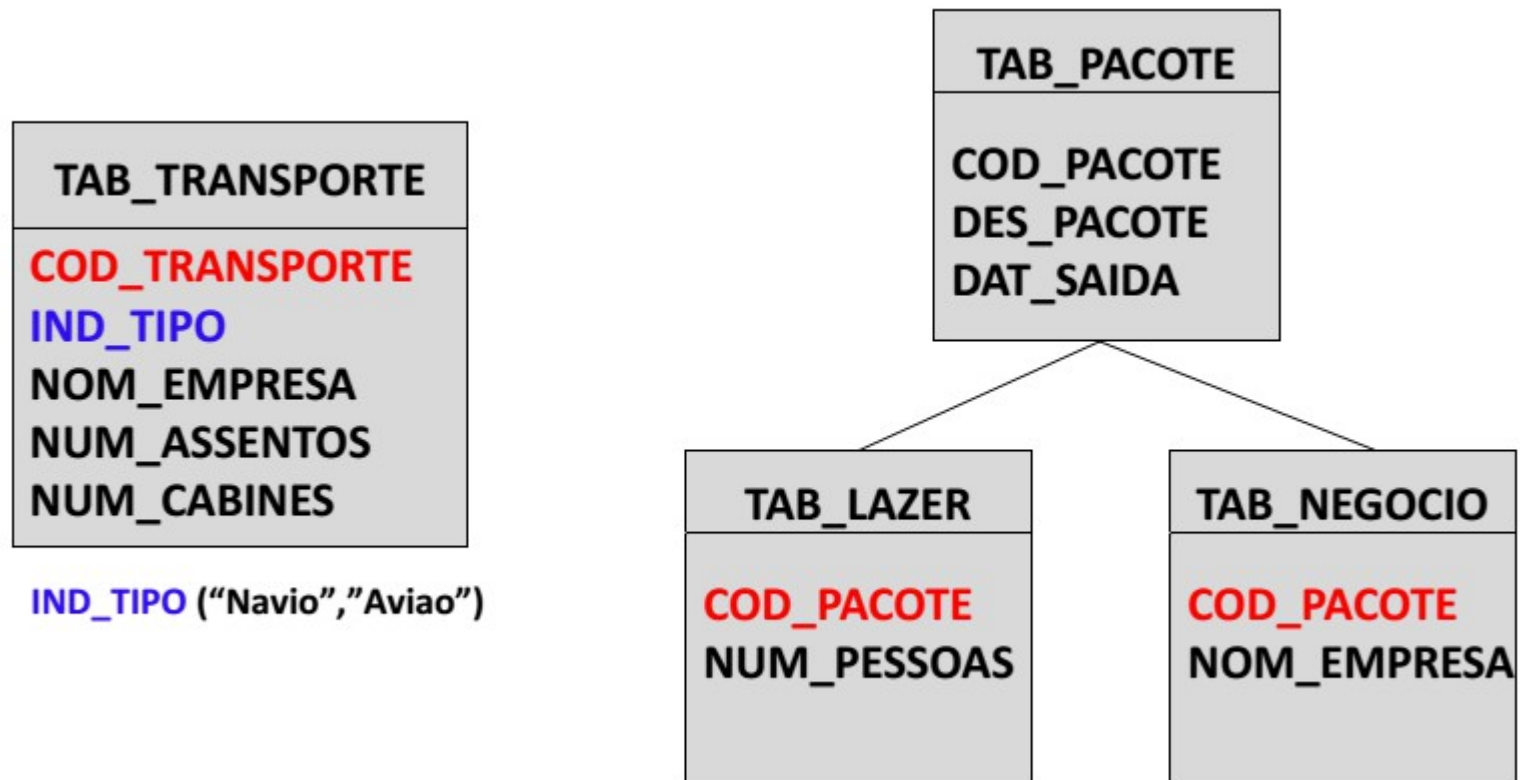 TAB_TRANSPORTE
COD_TRANSPORTE
IND_TIPO
NOM_EMPRESA
NUM_ASSENTOS
NUM_CABINES
IND_TIPO (“Navio”,”Aviao”)
TAB_PACOTE
COD_PACOTE
DES_PACOTE
DAT_SAIDA
TAB_LAZER
COD_PACOTE
NUM_PESSOAS
TAB_NEGOCIO
COD_PACOTE
NOM_EMPRESA